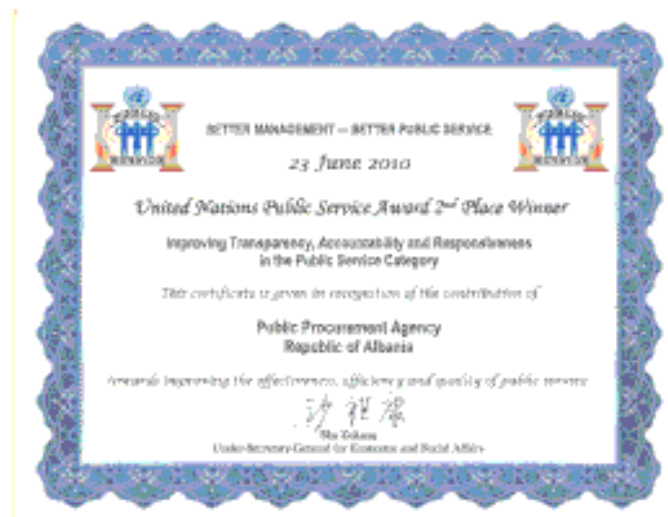 BETTER MANAGEMENT — BETTER PUBLIC SERVICE
23 June 2010
United Nations Public Service Award 2nd Place Winner
Improving Transparency, Accountability and Responsiveness
in the Public Service Category
This certificate is given in recognition of the contribution of
Public Procurement Agency
Republic of Albania
towards improving the effectiveness, efficiency and quality of public service
沙祖康
Sha Zukang
Under-Secretary-General for Economic and Social Affairs